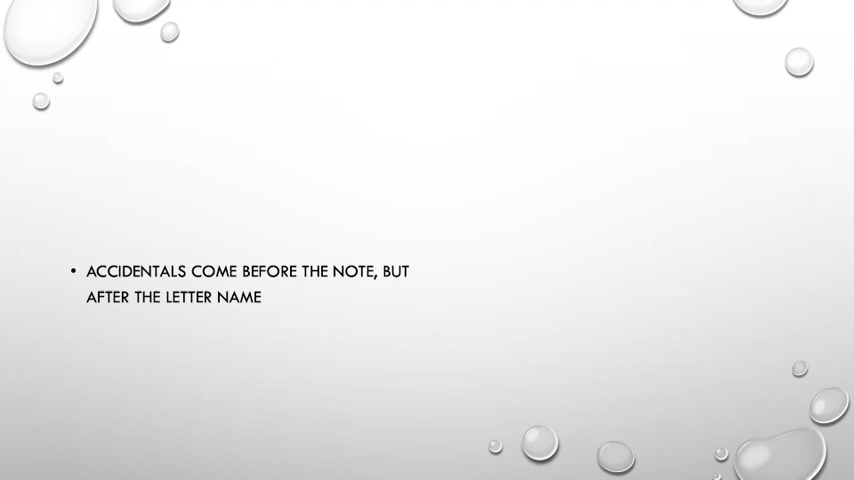 • ACCIDENTALS COME BEFORE THE NOTE, BUT
AFTER THE LETTER NAME